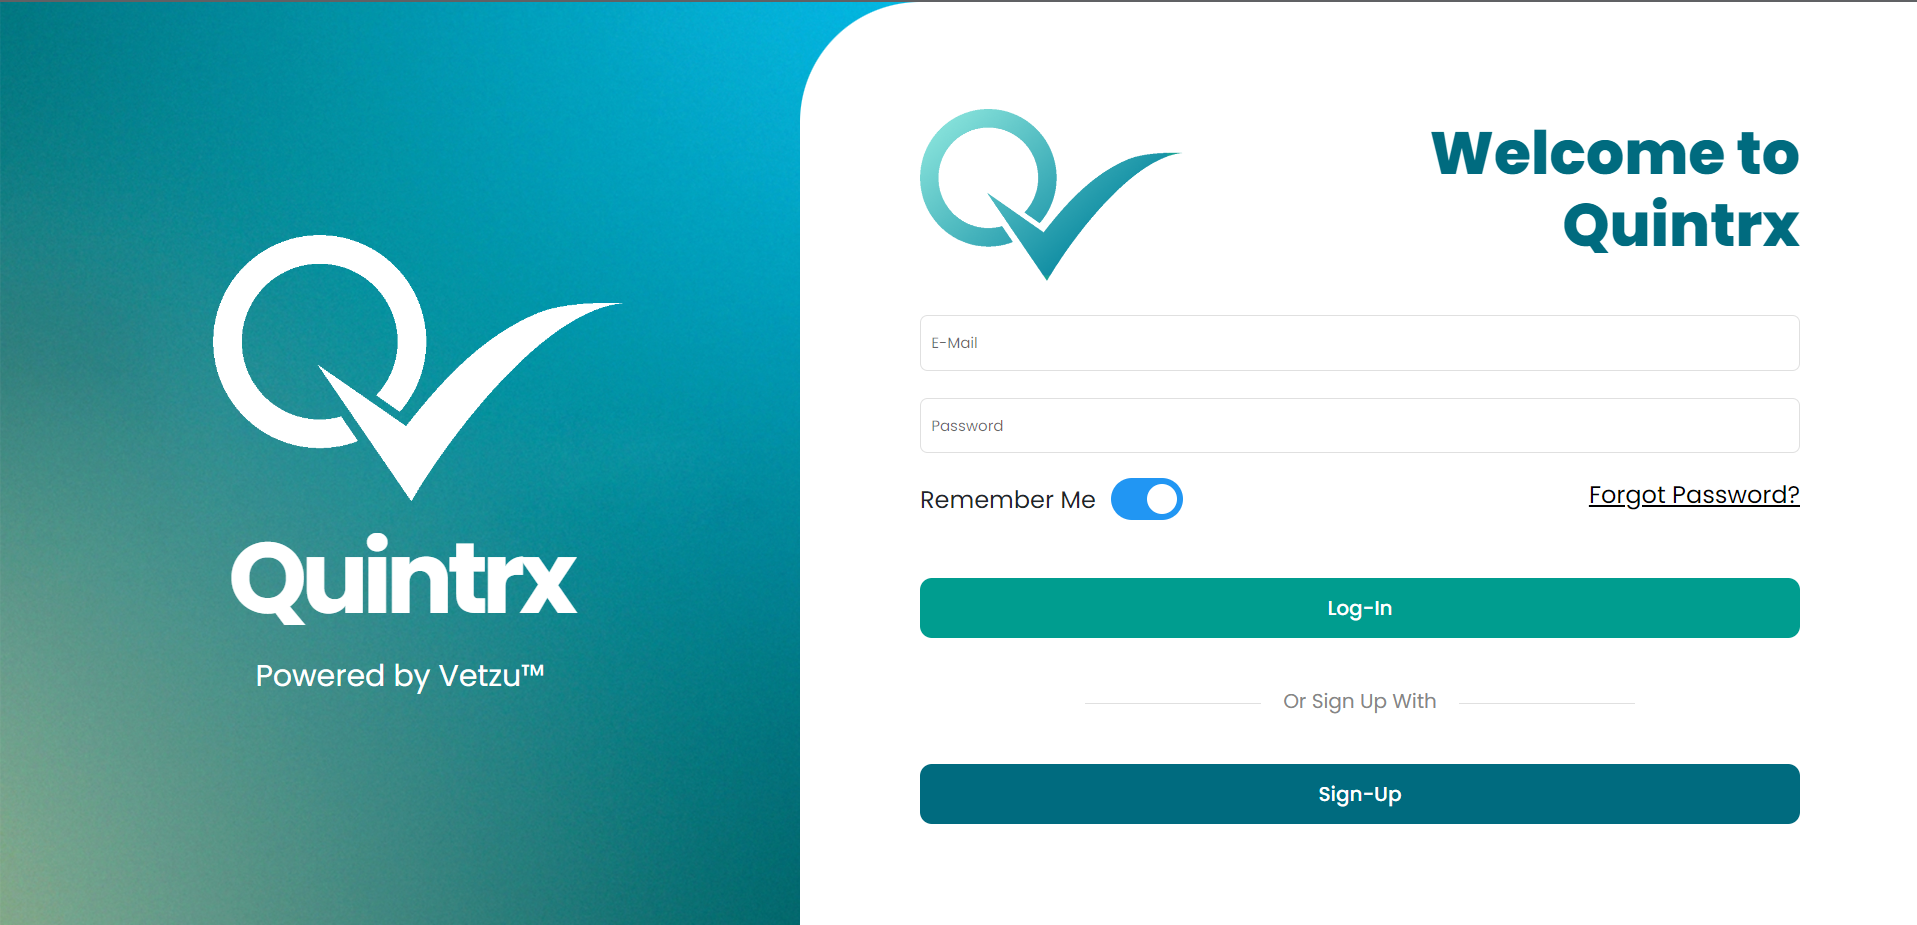 Quintrx
Powered by Vetzu™
Welcome to
Quintrx
E-Mail
Password
Remember Me
Forgot Password?
Log-In
Or Sign Up With
Sign-Up